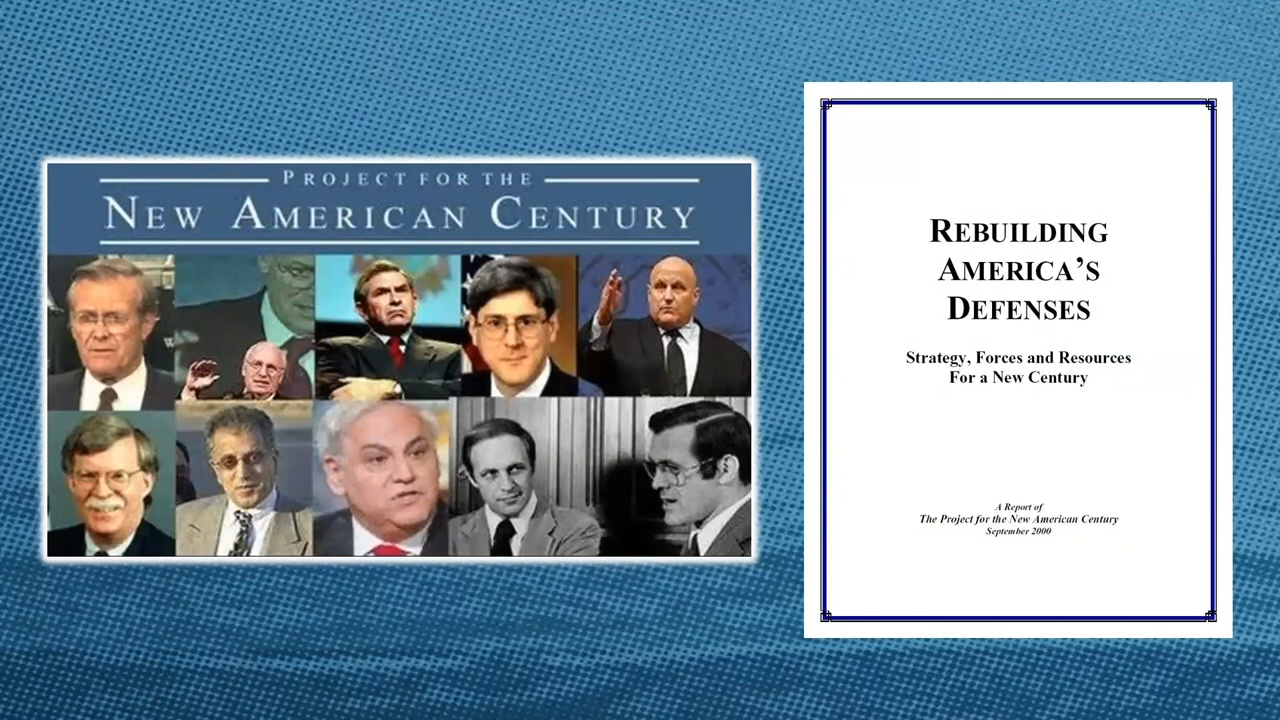 PROJECT FOR THE
NEW AMERICAN CENTURY
REBUILDING
AMERICA'S
DEFENSES
Strategy, Forces and Resources
For a New Century
A Report of
The Project for the New American Century
September 2000